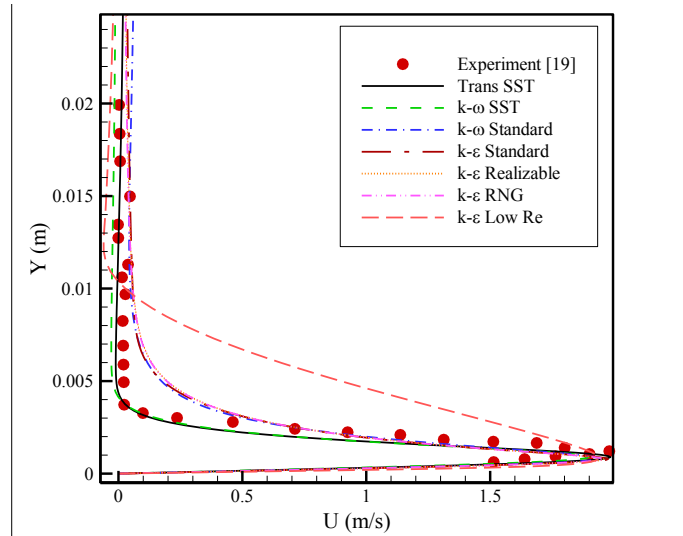 Experiment [19]
Trans SST
k-ω SST
k-ω Standard
k-ε Standard
k-ε Realizable
k-ε RNG
k-ε Low Re
Y (m)
0.02
0.015
0.01
0.005
0
0
0.5
1
1.5
U (m/s)